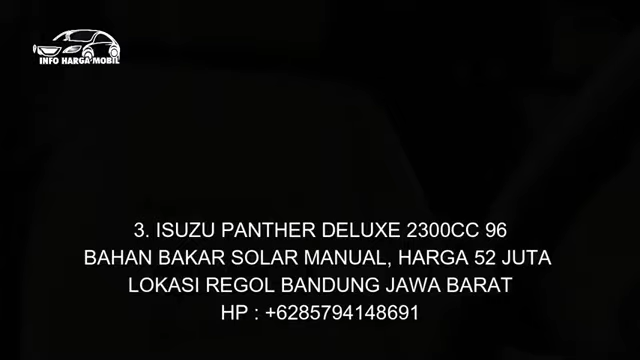 INFO HARGA MOBIL
3. ISUZU PANTHER DELUXE 2300CC 96
BAHAN BAKAR SOLAR MANUAL, HARGA 52 JUTA
LOKASI REGOL BANDUNG JAWA BARAT
HP : +6285794148691